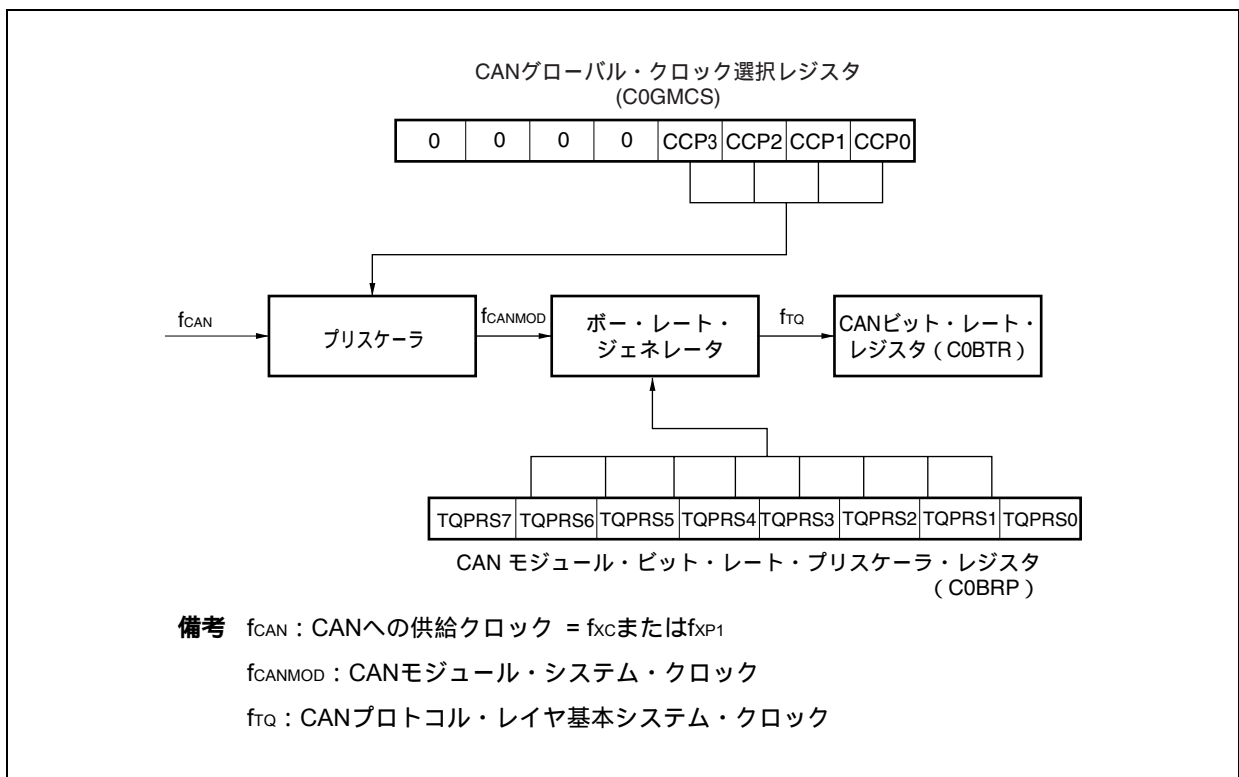 CANグローバル・クロック選択レジスタ
(C0GMCS)
0 0 0 0 CCP3 CCP2 CCP1 CCP0
fCAN
プリスケーラ
fCANMOD
ボー・レート・
ジェネレータ
fTQ
CANビット・レート・
レジスタ（C0BTR）
TQPRS7 TQPRS6 TQPRS5 TQPRS4 TQPRS3 TQPRS2 TQPRS1 TQPRS0
CAN モジュール・ビット・レート・プリスケーラ・レジスタ
（C0BRP）
備考 fCAN：CANへの供給クロック = fXCまたはfXP1
fCANMOD：CANモジュール・システム・クロック
fTQ：CANプロトコル・レイヤ基本システム・クロック